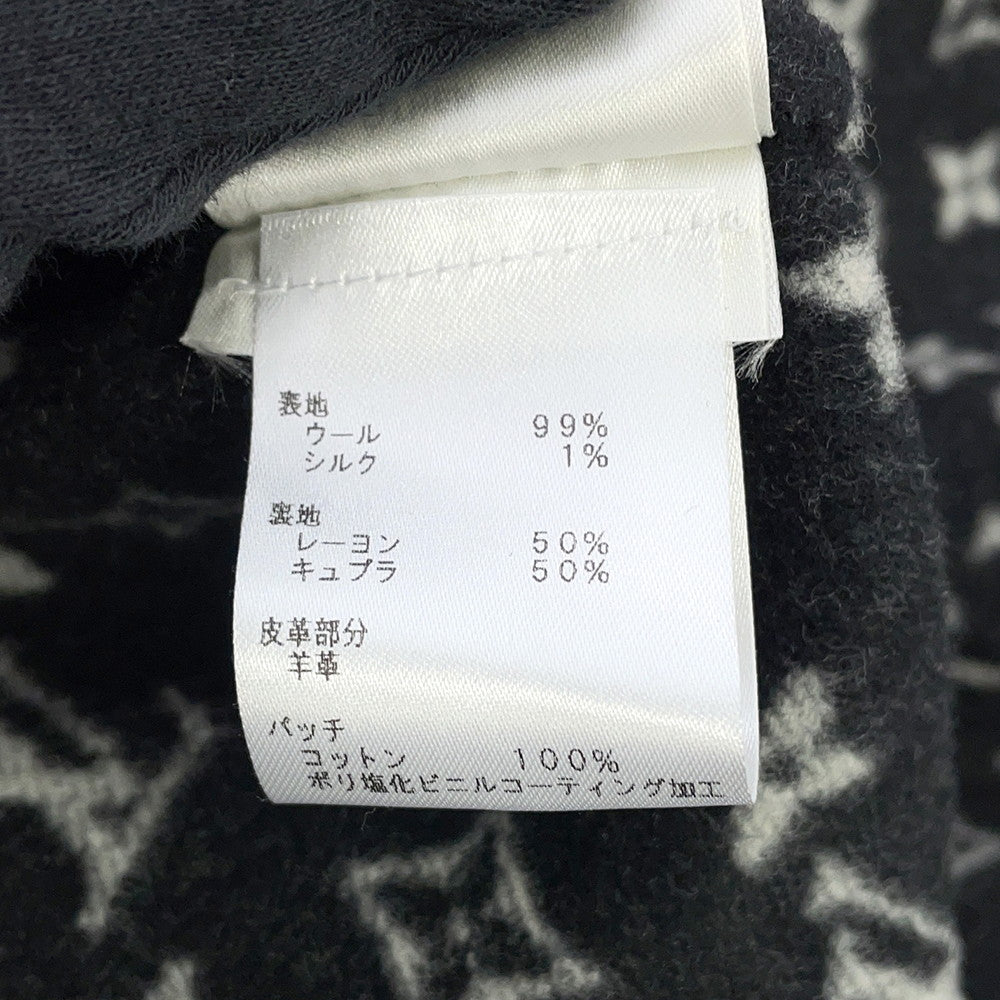 表地
ウール 99%
シルク 1%
裏地
レーヨン 50%
キュプラ 50%
皮革部分
羊革
パッチ
コットン 100%
ポリ塩化ビニルコーティング加工